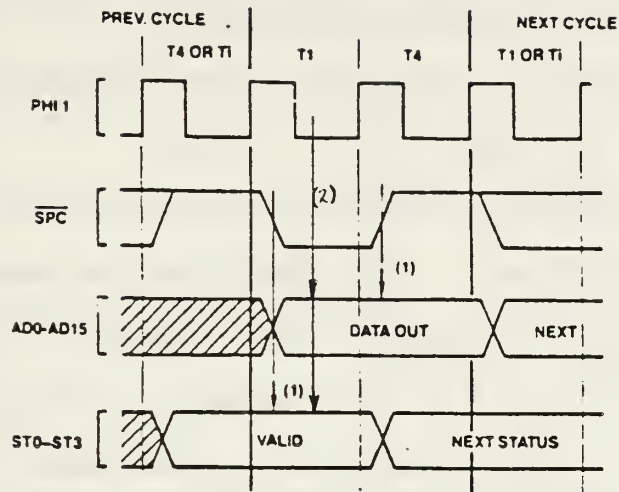 PREV. CYCLE
NEXT CYCLE
T4 OR Ti
T1
T4
T1 OR Ti
PHI 1
SPC
(2)
(1)
AD0-AD15
DATA OUT
NEXT
(1)
ST0-ST3
VALID
NEXT STATUS